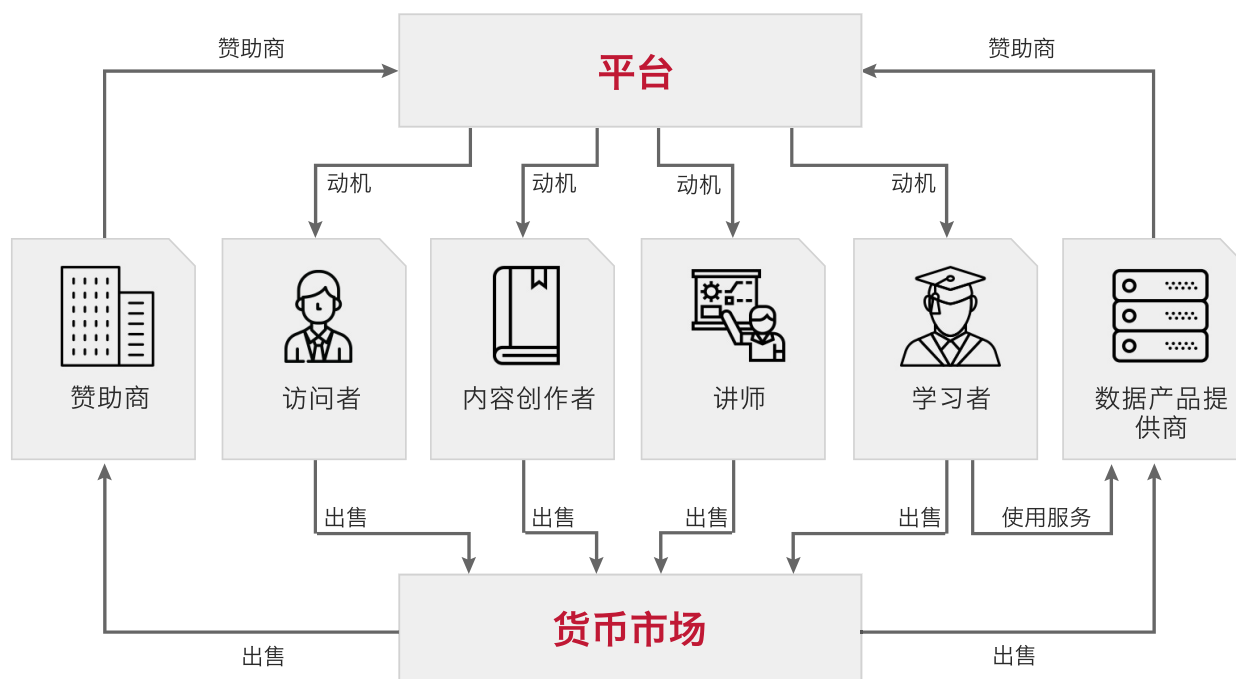 赞助商
平台
赞助商
动机
动机
动机
动机
赞助商
访问者
内容创作者
讲师
学习者
数据产品提
供商
出售
出售
出售
出售
使用服务
货币市场
出售
出售